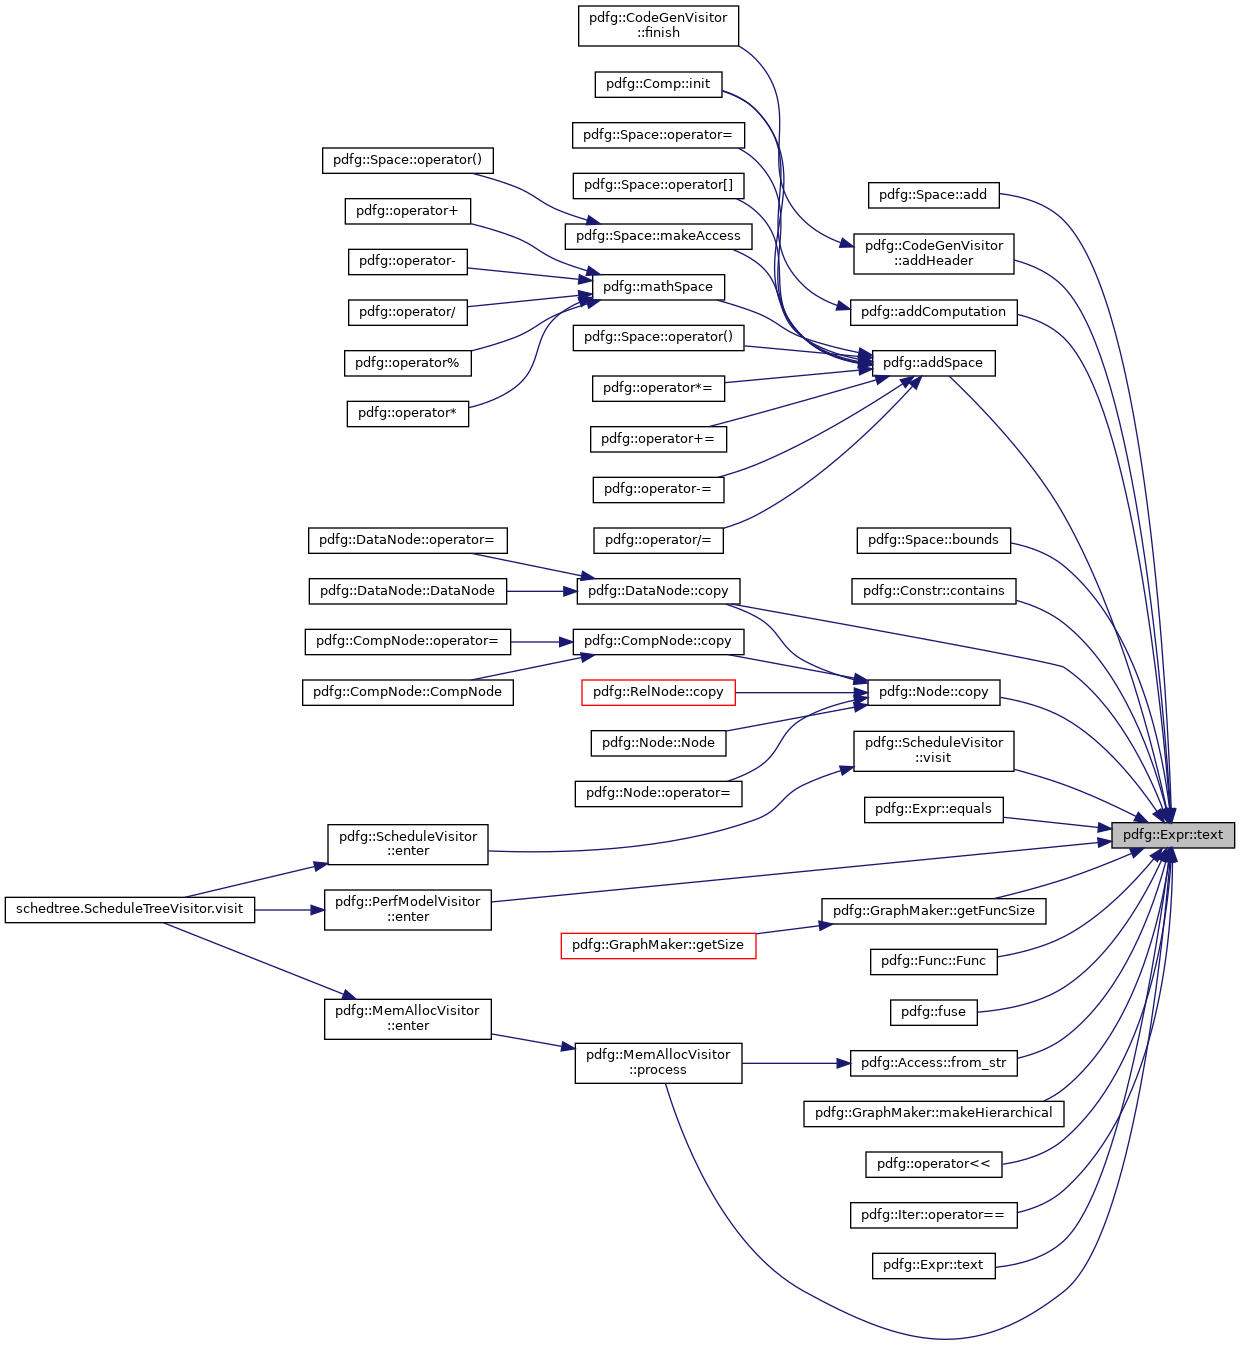 pdfg::CodeGenVisitor
::finish
pdfg::Comp::init
pdfg::Space::operator=
pdfg::Space::operator()
pdfg::Space::operator[]
pdfg::Space::add
pdfg::operator+
pdfg::Space::makeAccess
pdfg::CodeGenVisitor
::addHeader
pdfg::operator-
pdfg::mathSpace
pdfg::operator/
pdfg::addComputation
pdfg::Space::operator()
pdfg::operator%
pdfg::addSpace
pdfg::operator*=
pdfg::operator*
pdfg::operator+=
pdfg::operator-=
pdfg::DataNode::operator=
pdfg::operator/=
pdfg::Space::bounds
pdfg::DataNode::DataNode
pdfg::DataNode::copy
pdfg::Constr::contains
pdfg::CompNode::operator=
pdfg::CompNode::copy
pdfg::CompNode::CompNode
pdfg::RelNode::copy
pdfg::Node::copy
pdfg::Node::Node
pdfg::ScheduleVisitor
::visit
pdfg::Node::operator=
pdfg::Expr::equals
pdfg::Expr::text
pdfg::ScheduleVisitor
::enter
schedtree.ScheduleTreeVisitor.visit
pdfg::PerfModelVisitor
::enter
pdfg::GraphMaker::getFuncSize
pdfg::GraphMaker::getSize
pdfg::Func::Func
pdfg::fuse
pdfg::MemAllocVisitor
::enter
pdfg::MemAllocVisitor
::process
pdfg::Access::from_str
pdfg::GraphMaker::makeHierarchical
pdfg::operator<<
pdfg::Iter::operator==
pdfg::Expr::text